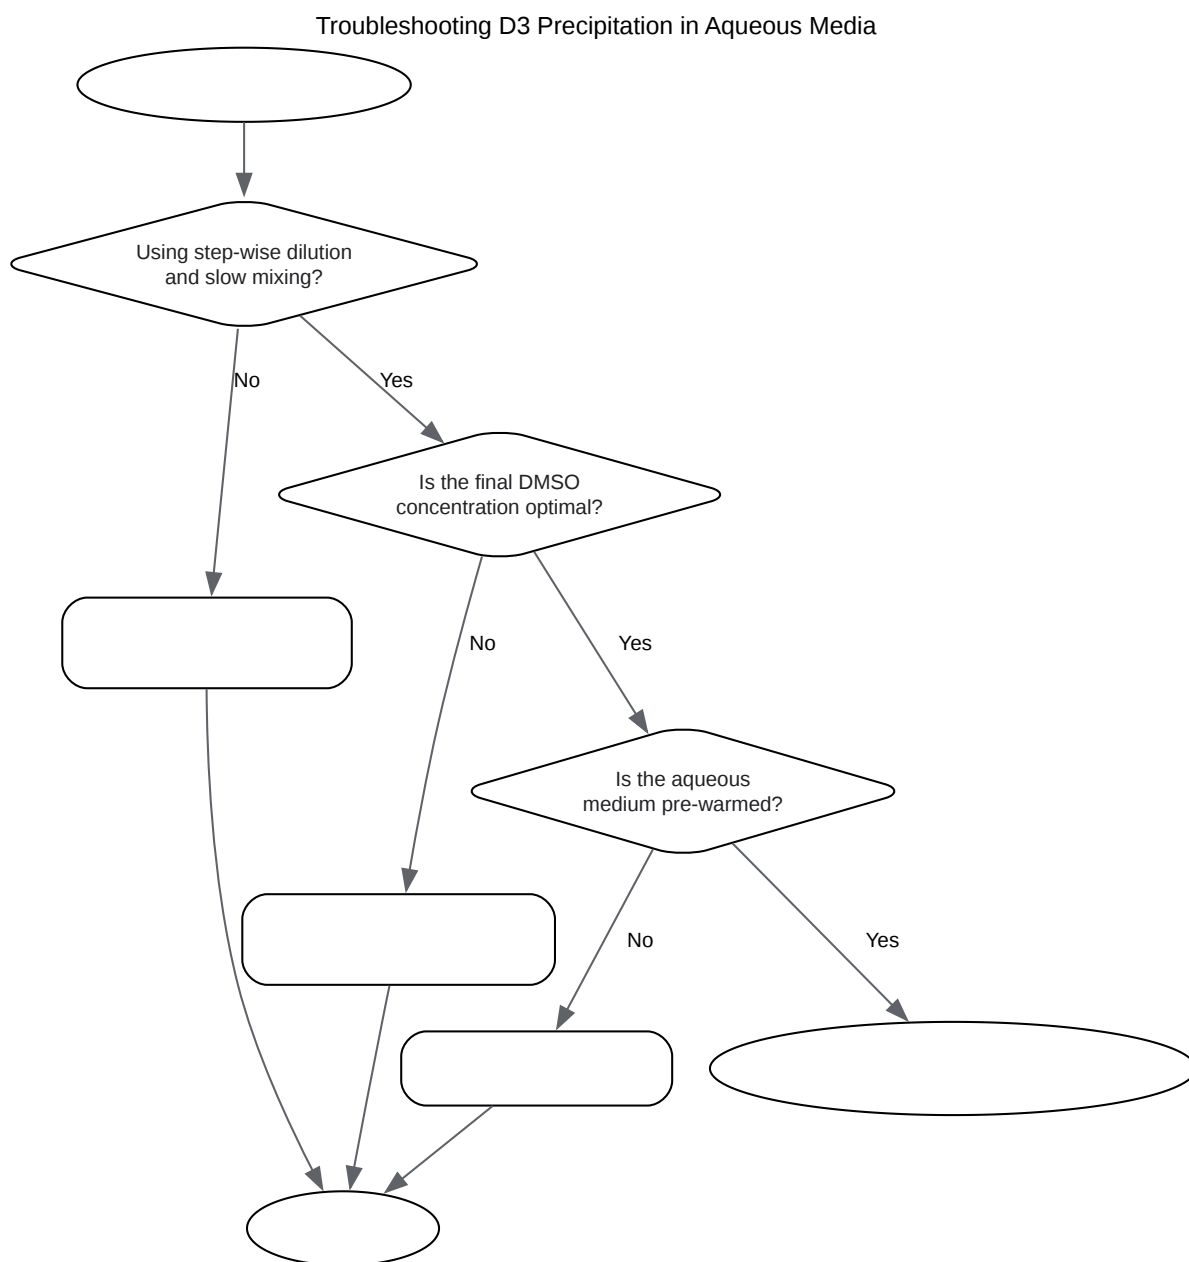 Troubleshooting D3 Precipitation in Aqueous Media
Using step-wise dilution
and slow mixing?
No
Yes
Is the final DMSO
concentration optimal?
No
Yes
Is the aqueous
medium pre-warmed?
No
Yes